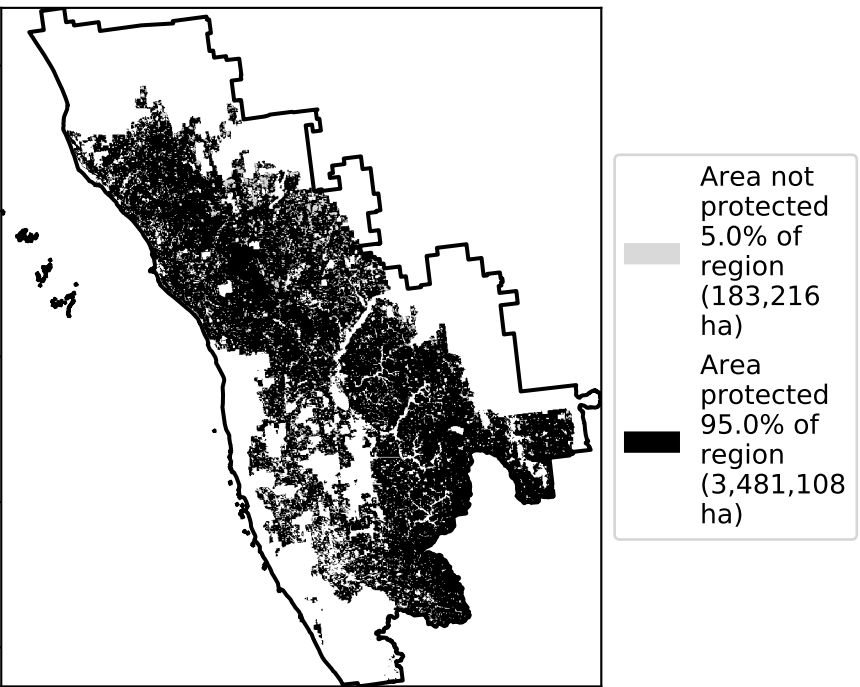 Area not
protected
5.0% of
region
(183,216
ha)
Area
protected
95.0% of
region
(3,481,108
ha)